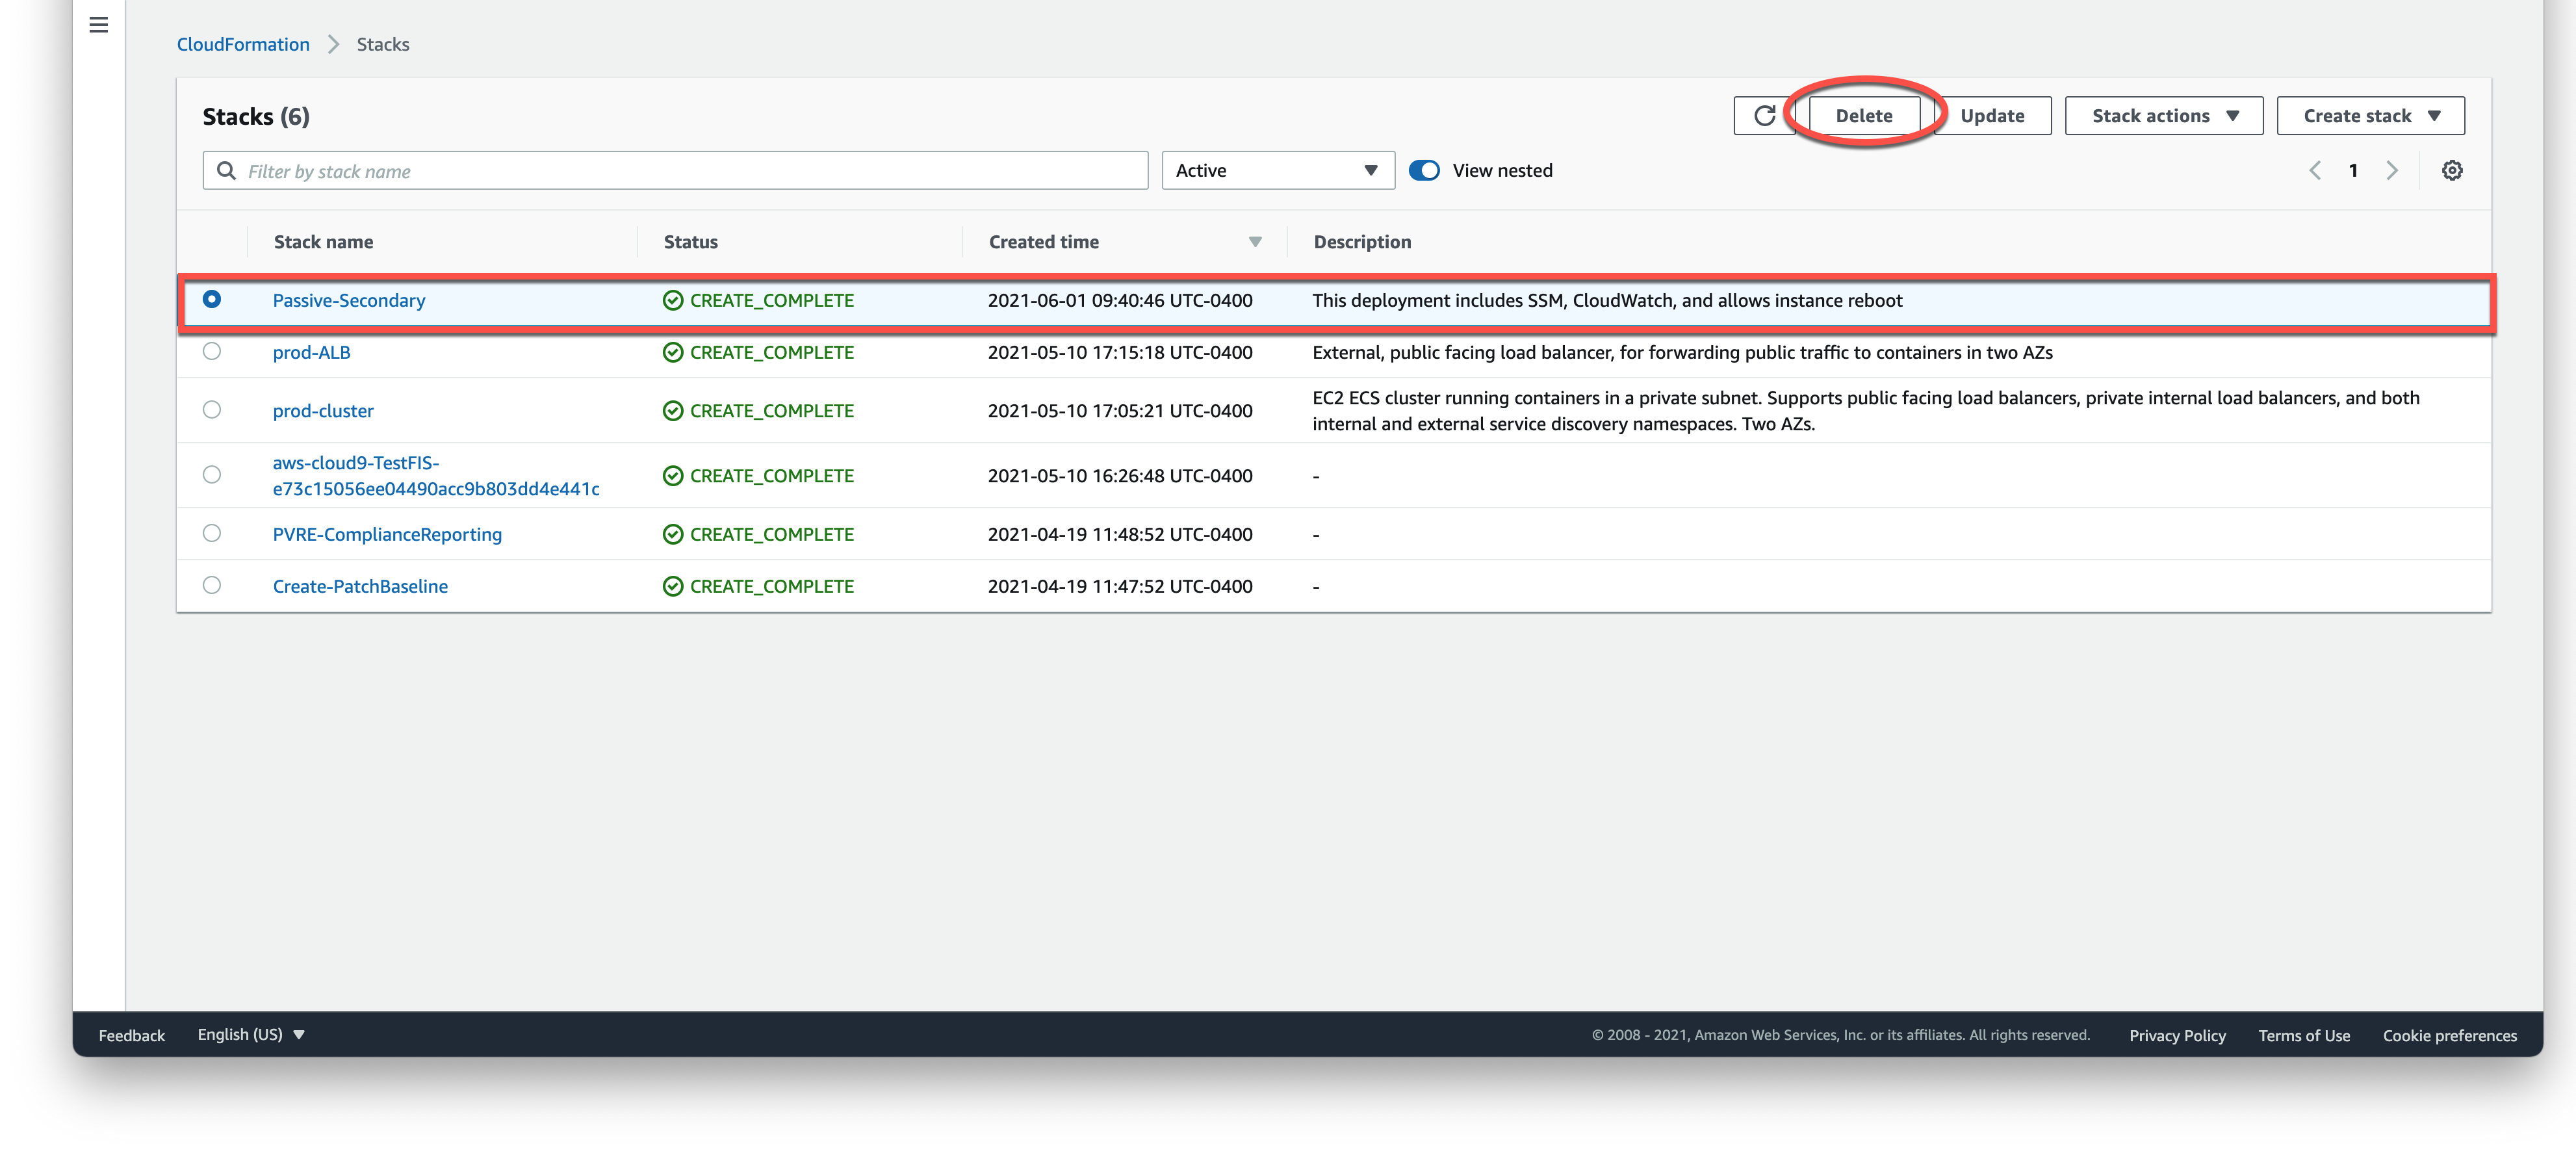 CloudFormation > Stacks
Stacks (6)
Delete
Update
Stack actions
Create stack
Filter by stack name
Active
View nested
1
Stack name Status Created time Description
Passive-Secondary CREATE_COMPLETE 2021-06-01 09:40:46 UTC-0400 This deployment includes SSM, CloudWatch, and allows instance reboot
prod-ALB CREATE_COMPLETE 2021-05-10 17:15:18 UTC-0400 External, public facing load balancer, for forwarding public traffic to containers in two AZs
prod-cluster CREATE_COMPLETE 2021-05-10 17:05:21 UTC-0400 EC2 ECS cluster running containers in a private subnet. Supports public facing load balancers, private internal load balancers, and both
internal and external service discovery namespaces. Two AZs.
aws-cloud9-TestFIS-
e73c15056ee04490acc9b803dd4e441c CREATE_COMPLETE 2021-05-10 16:26:48 UTC-0400 -
PVRE-ComplianceReporting CREATE_COMPLETE 2021-04-19 11:48:52 UTC-0400 -
Create-PatchBaseline CREATE_COMPLETE 2021-04-19 11:47:52 UTC-0400 -
Feedback English (US) © 2008 - 2021, Amazon Web Services, Inc. or its affiliates. All rights reserved. Privacy Policy Terms of Use Cookie preferences